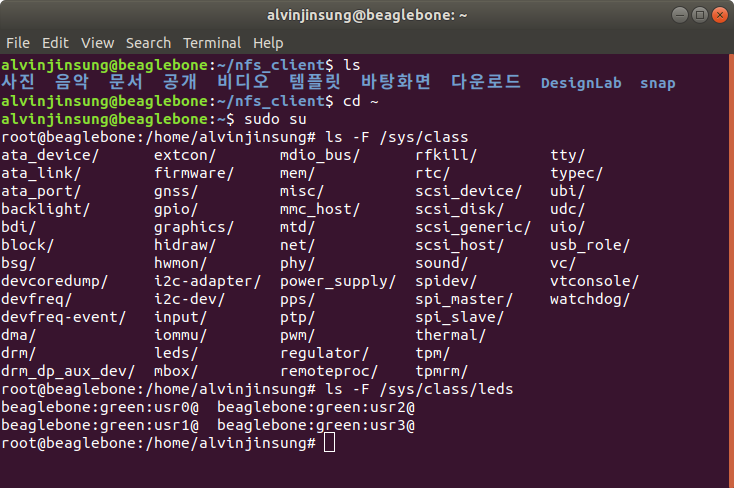 alvinjinsung@beaglebone: ~
File Edit View Search Terminal Help
alvinjinsung@beaglebone:~/nfs_client$ ls
사진 음악 문서 공개 비디오 템플릿 바탕화면 다운로드 DesignLab snap
alvinjinsung@beaglebone:~/nfs_client$ cd ~
alvinjinsung@beaglebone:~$ sudo su
root@beaglebone:/home/alvinjinsung# ls -F /sys/class
ata_device/ extcon/ mdio_bus/ rfkill/ tty/
ata_link/ firmware/ mem/ rtc/ typec/
ata_port/ gnss/ misc/ scsi_device/ ubi/
backlight/ gpio/ mmc_host/ scsi_disk/ udc/
bdi/ graphics/ mtd/ scsi_generic/ uio/
block/ hidraw/ net/ scsi_host/ usb_role/
bsg/ hwmon/ phy/ sound/ vc/
devcoredump/ i2c-adapter/ power_supply/ spidev/ vtconsole/
devfreq/ i2c-dev/ pps/ spi_master/ watchdog/
devfreq-event/ input/ ptp/ spi_slave/
dma/ iommu/ pwm/ thermal/
drm/ leds/ regulator/ tpm/
drm_dp_aux_dev/ mbox/ remoteproc/ tpmrm/
root@beaglebone:/home/alvinjinsung# ls -F /sys/class/leds
beaglebone:green:usr0@ beaglebone:green:usr2@
beaglebone:green:usr1@ beaglebone:green:usr3@
root@beaglebone:/home/alvinjinsung#